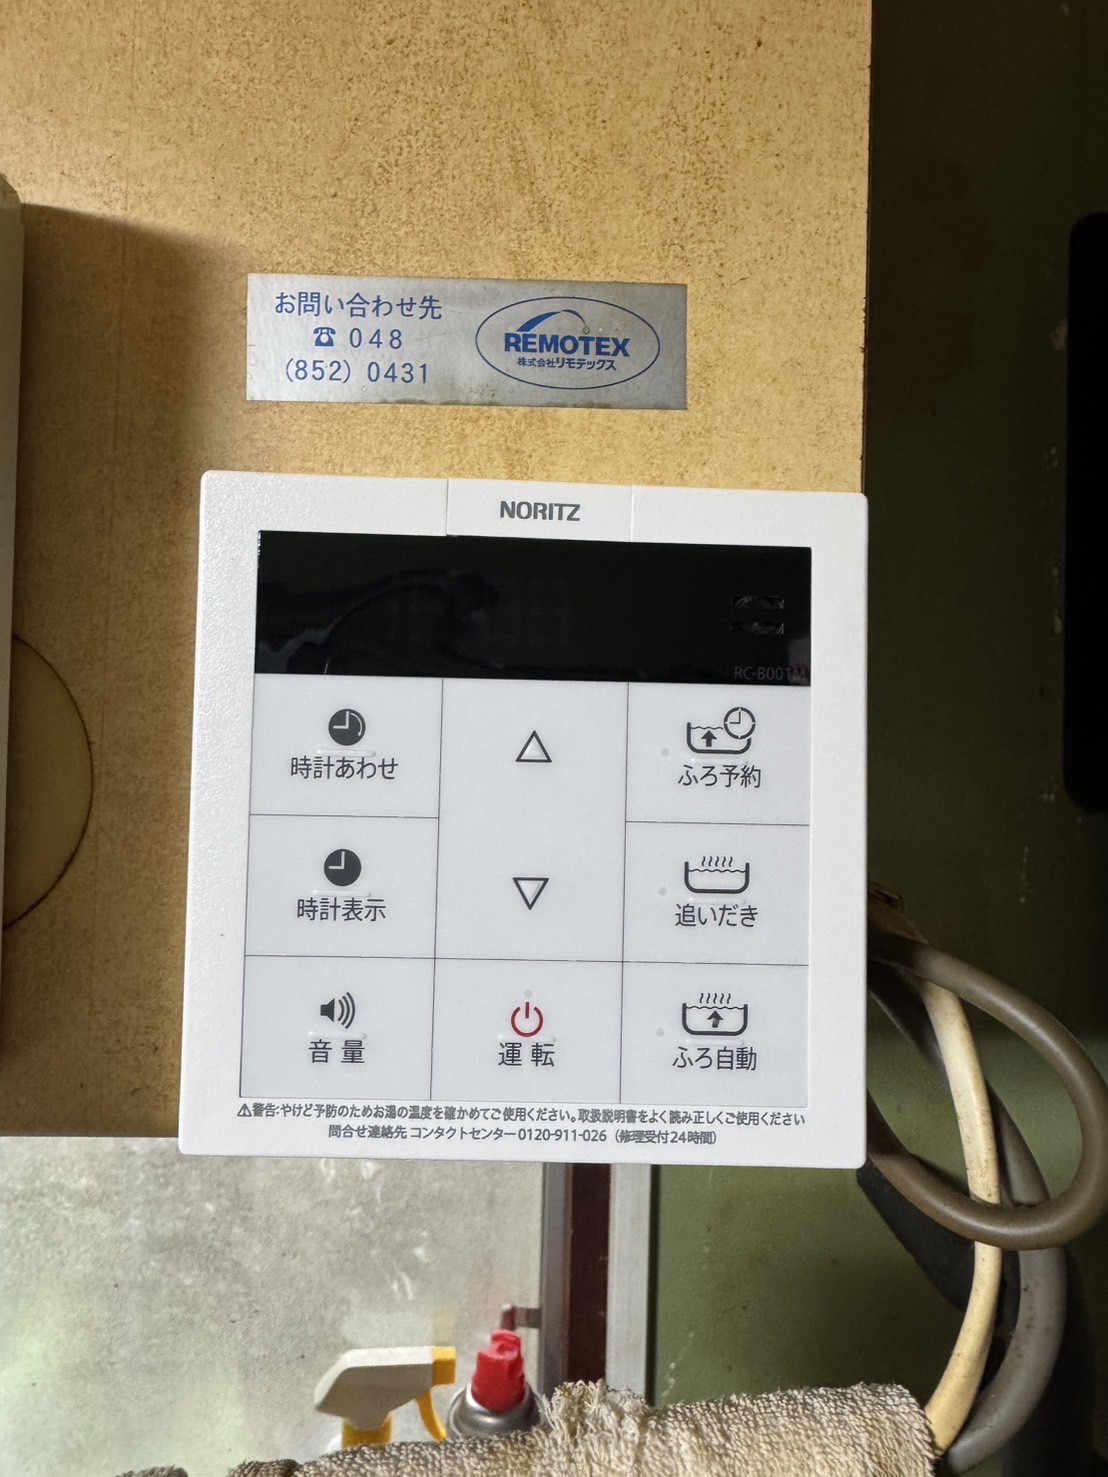 お問い合わせ先
☎ 048
(852) 0431
REMOTEX
株式会社リモテックス
NORITZ
RC-B001M
時計あわせ
ふろ予約
時計表示
追いだき
音量
運転
ふろ自動
⚠警告:やけど予防のためお湯の温度を確かめてご使用ください。取扱説明書をよく読み正しくご使用ください
問合せ連絡先 コンタクトセンター0120-911-026（修理受付24時間）